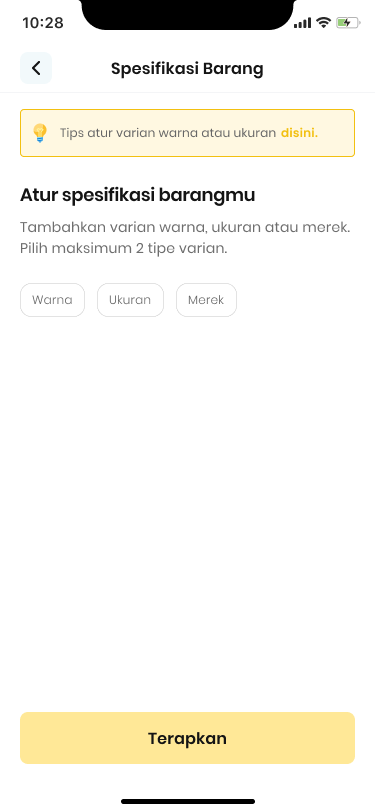 10:28
Spesifikasi Barang
Tips atur varian warna atau ukuran disini.
Atur spesifikasi barangmu
Tambahkan varian warna, ukuran atau merek.
Pilih maksimum 2 tipe varian.
Warna Ukuran Merek
Terapkan